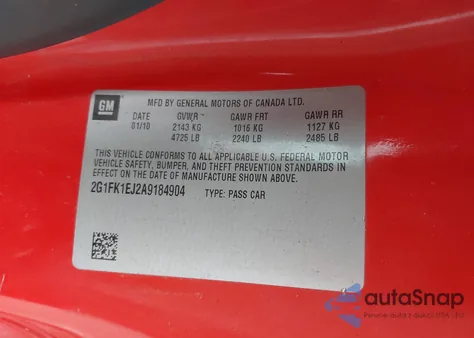 GM
MFD BY GENERAL MOTORS OF CANADA LTD.
DATE GVWR GAWR FRT GAWR RR
01/10 2143 KG 1016 KG 1127 KG
4725 LB 2240 LB 2485 LB
THIS VEHICLE CONFORMS TO ALL APPLICABLE U.S. FEDERAL MOTOR
VEHICLE SAFETY, BUMPER, AND THEFT PREVENTION STANDARDS IN
EFFECT ON THE DATE OF MANUFACTURE SHOWN ABOVE.
2G1FK1EJ2A9184904 TYPE: PASS CAR
autoSnap